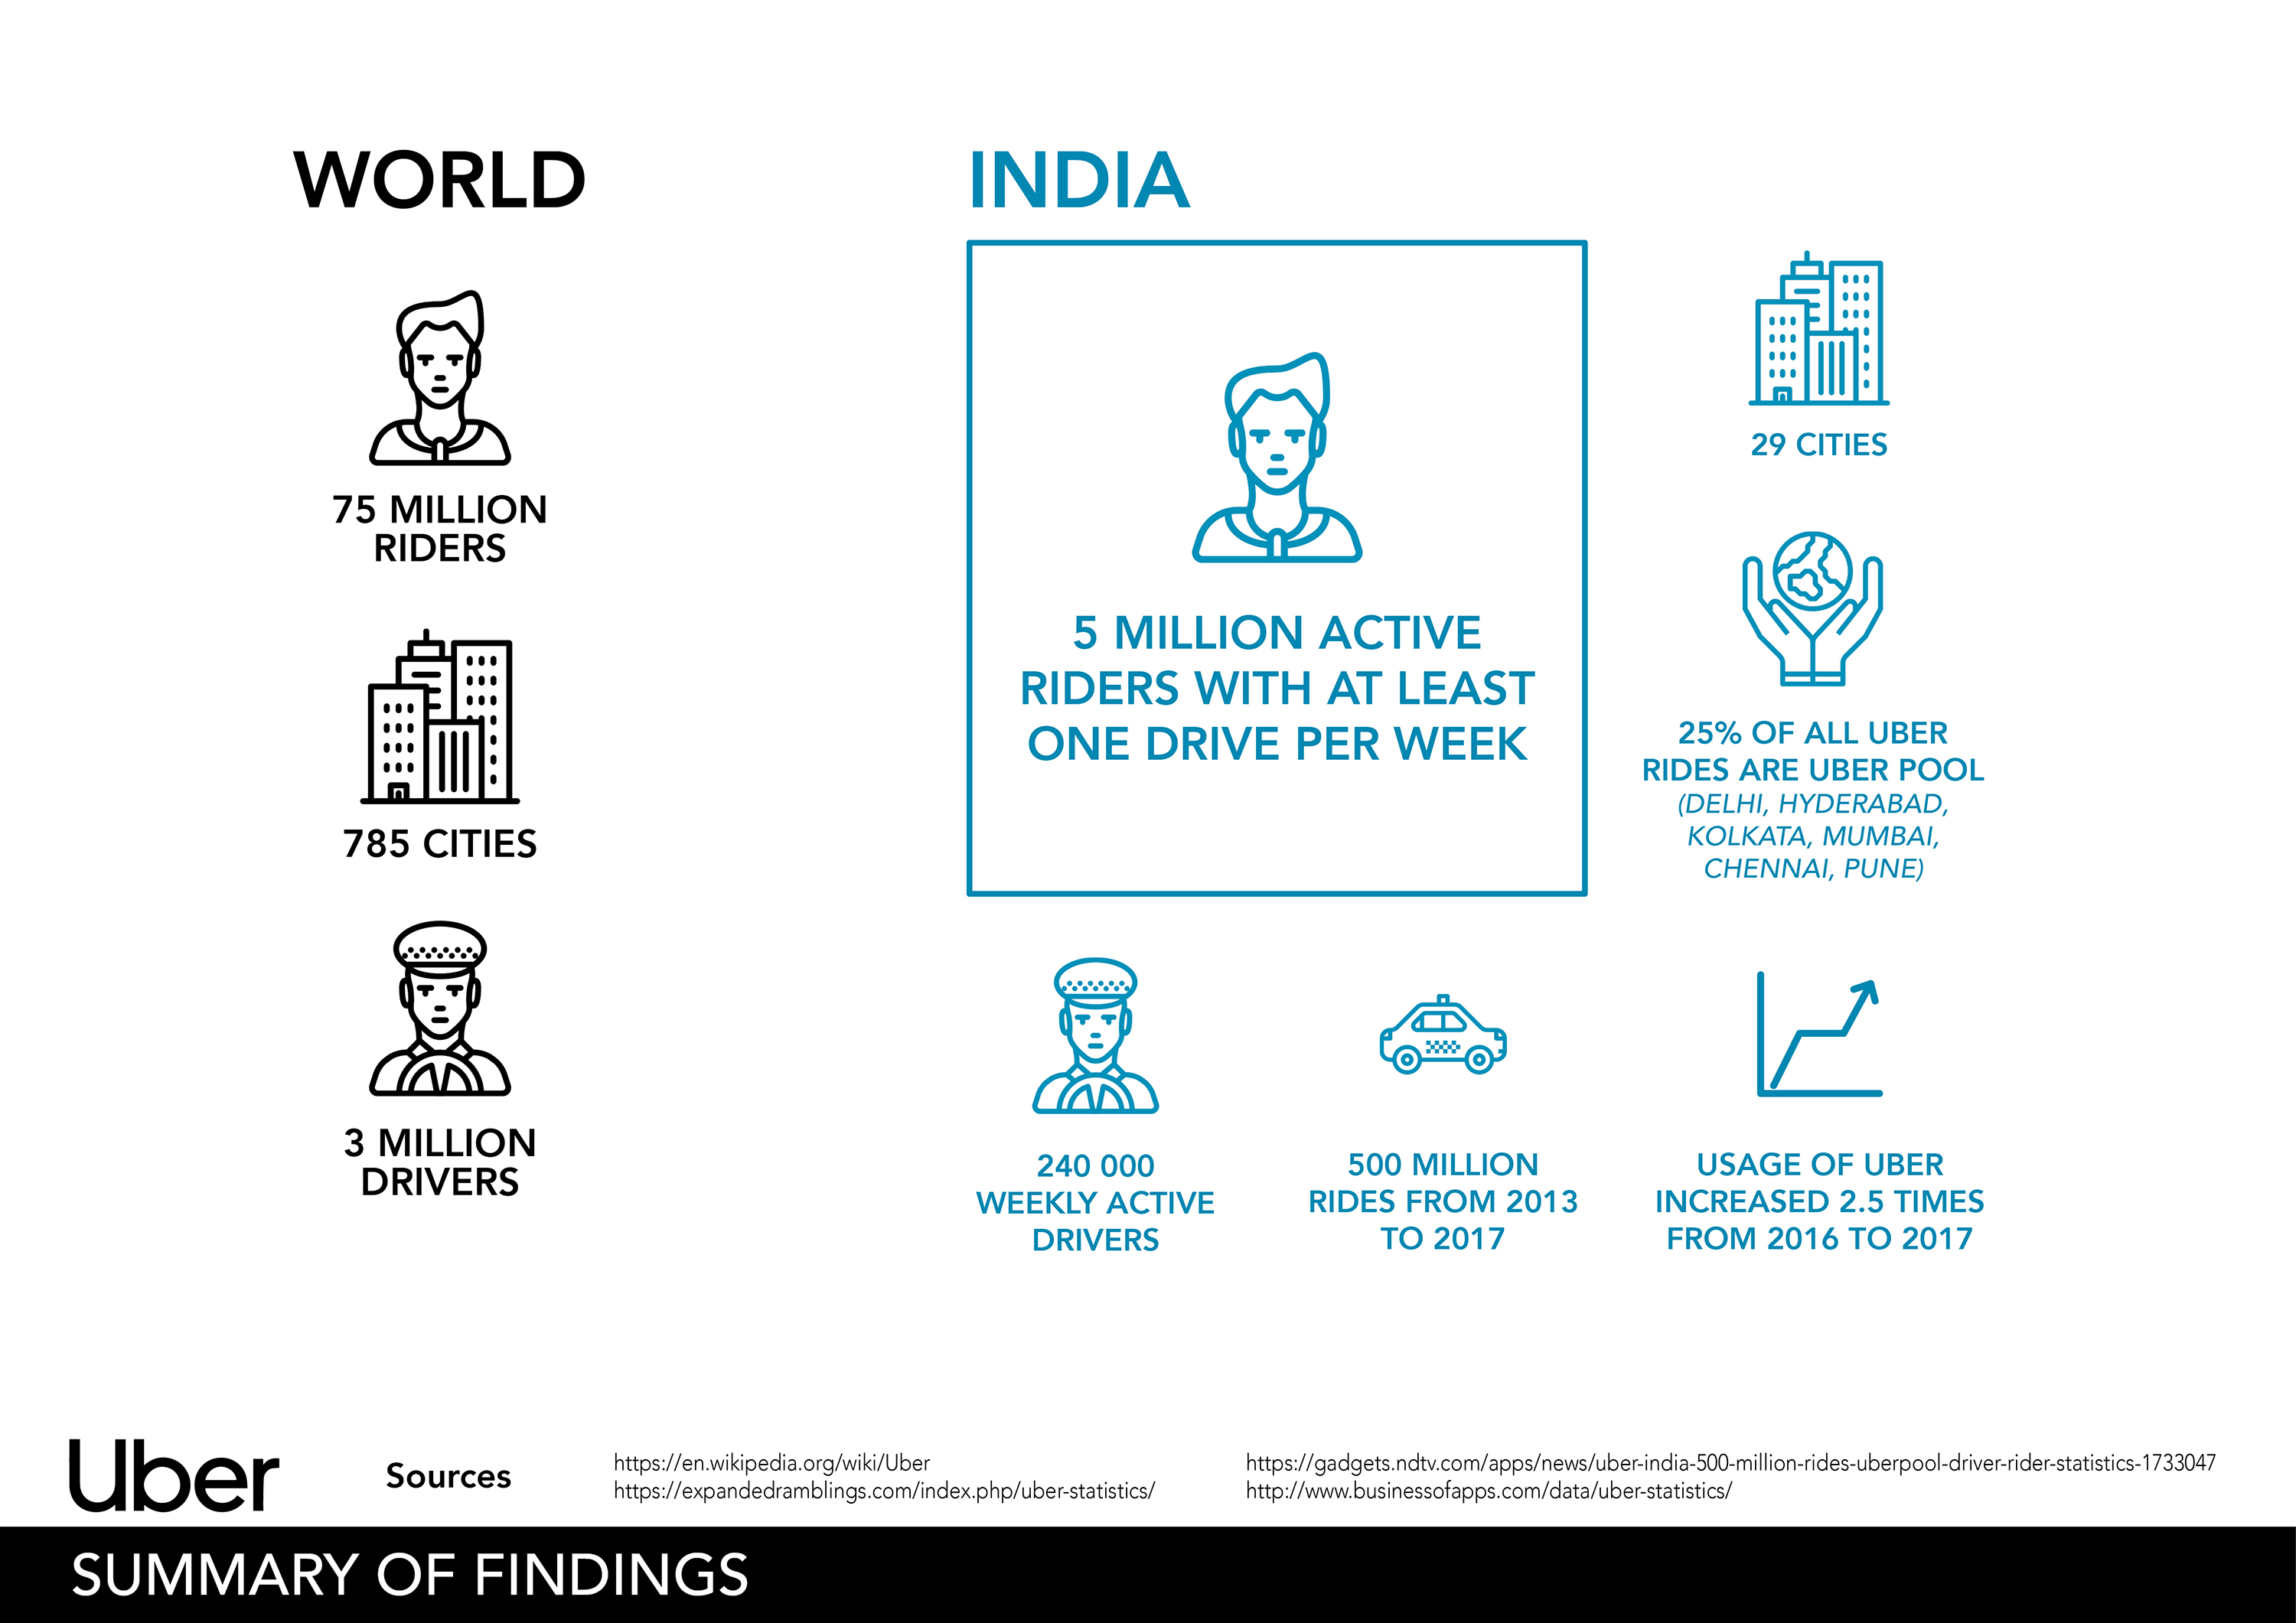 WORLD
75 MILLION
RIDERS
785 CITIES
3 MILLION
DRIVERS
INDIA
5 MILLION ACTIVE
RIDERS WITH AT LEAST
ONE DRIVE PER WEEK
29 CITIES
25% OF ALL UBER
RIDES ARE UBER POOL
(DELHI, HYDERABAD,
KOLKATA, MUMBAI,
CHENNAI, PUNE)
240 000
WEEKLY ACTIVE
DRIVERS
500 MILLION
RIDES FROM 2013
TO 2017
USAGE OF UBER
INCREASED 2.5 TIMES
FROM 2016 TO 2017
Uber
Sources
https://en.wikipedia.org/wiki/Uber
https://expandedramblings.com/index.php/uber-statistics/
https://gadgets.ndtv.com/apps/news/uber-india-500-million-rides-uberpool-driver-rider-statistics-1733047
http://www.businessofapps.com/data/uber-statistics/
SUMMARY OF FINDINGS